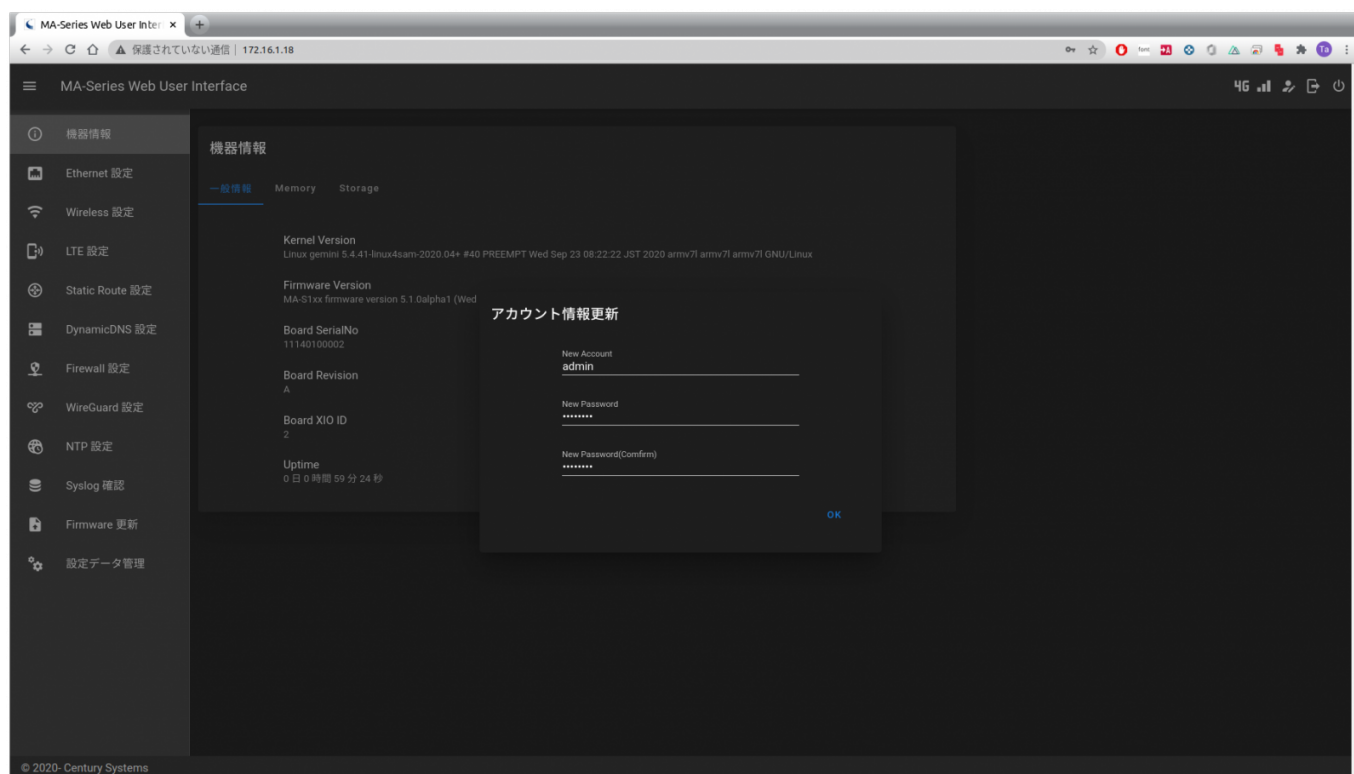 MA-Series Web User Inter
保護されていない通信 | 172.16.1.18
MA-Series Web User Interface
4G
機器情報
Ethernet 設定
Wireless 設定
LTE 設定
Static Route 設定
DynamicDNS 設定
Firewall 設定
WireGuard 設定
NTP 設定
Syslog 確認
Firmware 更新
設定データ管理
機器情報
一般情報 Memory Storage
Kernel Version
Linux gemini 5.4.41-linux4sam-2020.04+ #40 PREEMPT Wed Sep 23 08:22:22 JST 2020 armv7l armv7l armv7l GNU/Linux
Firmware Version
MA-S1xx firmware version 5.1.0alpha1 (Wed
Board SerialNo
11140100002
Board Revision
A
Board XIO ID
2
Uptime
0 日 0 時間 59 分 24 秒
アカウント情報更新
New Account
admin
New Password
••••••••
New Password(Comfirm)
••••••••
OK
© 2020- Century Systems